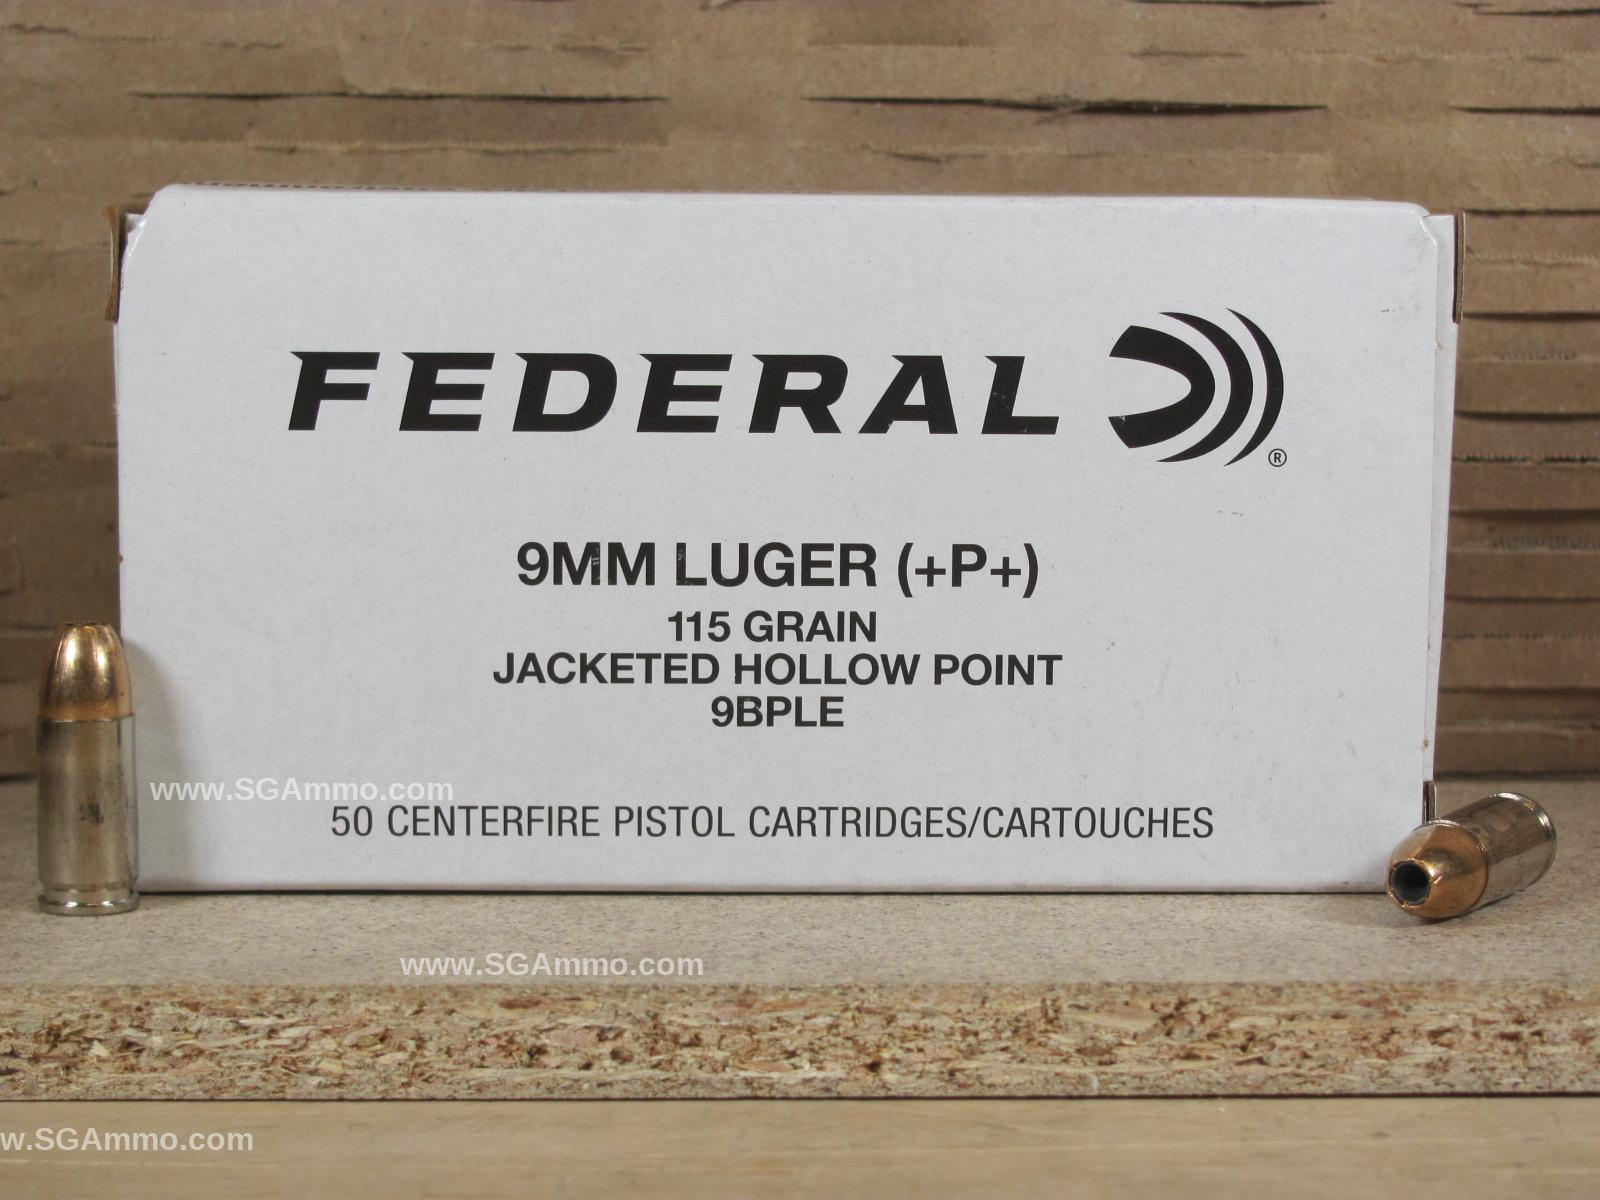 FEDERAL
®
9MM LUGER (+P+)
115 GRAIN
JACKETED HOLLOW POINT
9BPLE
www.SGAmmo.com
50 CENTERFIRE PISTOL CARTRIDGES/CARTOUCHES
www.SGAmmo.com
w.SGAmmo.com